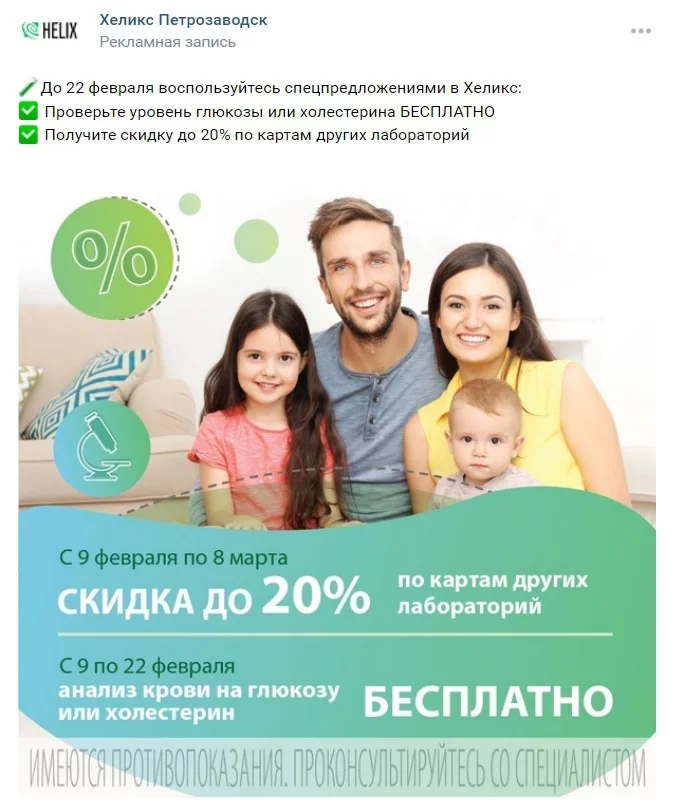 HELIX
Хеликс Петрозаводск
Рекламная запись
До 22 февраля воспользуйтесь спецпредложениями в Хеликс:
Проверьте уровень глюкозы или холестерина БЕСПЛАТНО
Получите скидку до 20% по картам других лабораторий
%
С 9 февраля по 8 марта
СКИДКА ДО 20% по картам других
лабораторий
С 9 по 22 февраля
анализ крови на глюкозу
или холестерин БЕСПЛАТНО
ИМЕЮТСЯ ПРОТИВОПОКАЗАНИЯ. ПРОКОНСУЛЬТИРУЙТЕСЬ СО СПЕЦИАЛИСТОМ